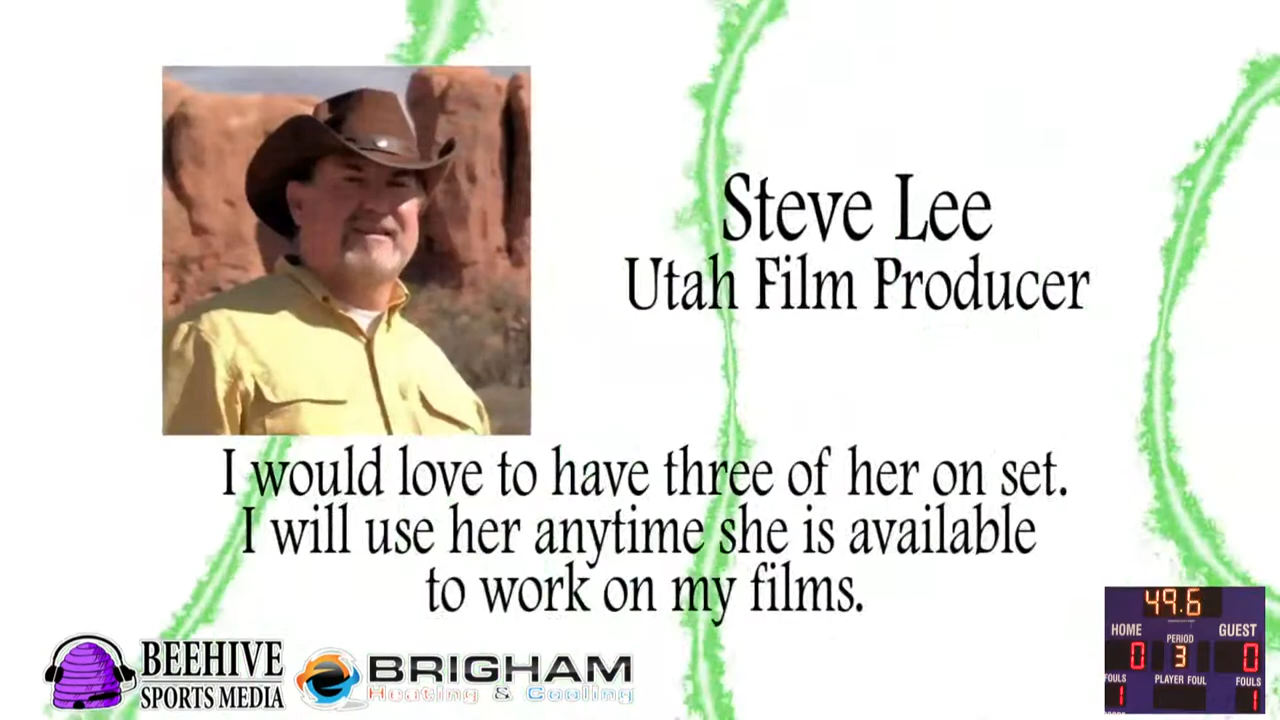 Steve Lee
Utah Film Producer
I would love to have three of her on set.
I will use her anytime she is available
to work on my films.
BEEHIVE
SPORTS MEDIA
BRIGHAM
Heating & Cooling
49.6
HOME
GUEST
PERIOD
0
3
0
FOULS
PLAYER FOUL
FOULS
1
1